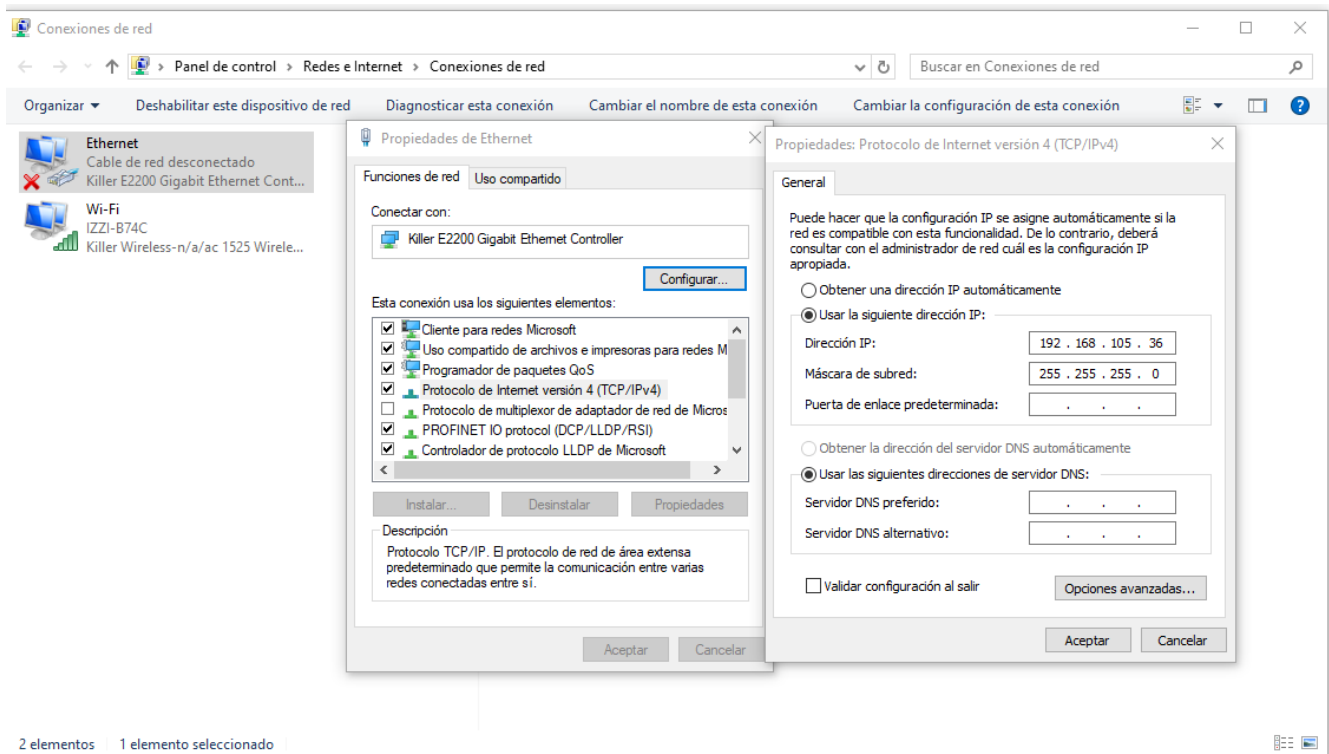 Conexiones de red
Panel de control > Redes e Internet > Conexiones de red
Buscar en Conexiones de red
Organizar
Deshabilitar este dispositivo de red
Diagnosticar esta conexión
Cambiar el nombre de esta conexión
Cambiar la configuración de esta conexión
Ethernet
Cable de red desconectado
Killer E2200 Gigabit Ethernet Cont...
Wi-Fi
IZZI-B74C
Killer Wireless-n/a/ac 1525 Wirele...
Propiedades de Ethernet
Funciones de red
Uso compartido
Conectar con:
Killer E2200 Gigabit Ethernet Controller
Configurar...
Esta conexión usa los siguientes elementos:
Cliente para redes Microsoft
Uso compartido de archivos e impresoras para redes M
Programador de paquetes QoS
Protocolo de Internet versión 4 (TCP/IPv4)
Protocolo de multiplexor de adaptador de red de Micros
PROFINET IO protocol (DCP/LLDP/RSI)
Controlador de protocolo LLDP de Microsoft
Instalar...
Desinstalar
Propiedades
Descripción
Protocolo TCP/IP. El protocolo de red de área extensa
predeterminado que permite la comunicación entre varias
redes conectadas entre sí.
Aceptar
Cancelar
Propiedades: Protocolo de Internet versión 4 (TCP/IPv4)
General
Puede hacer que la configuración IP se asigne automáticamente si la
red es compatible con esta funcionalidad. De lo contrario, deberá
consultar con el administrador de red cuál es la configuración IP
apropiada.
Obtener una dirección IP automáticamente
Usar la siguiente dirección IP:
Dirección IP:
192 . 168 . 105 . 36
Máscara de subred:
255 . 255 . 255 . 0
Puerta de enlace predeterminada:
. . .
Obtener la dirección del servidor DNS automáticamente
Usar las siguientes direcciones de servidor DNS:
Servidor DNS preferido:
. . .
Servidor DNS alternativo:
. . .
Validar configuración al salir
Opciones avanzadas...
Aceptar
Cancelar
2 elementos
1 elemento seleccionado